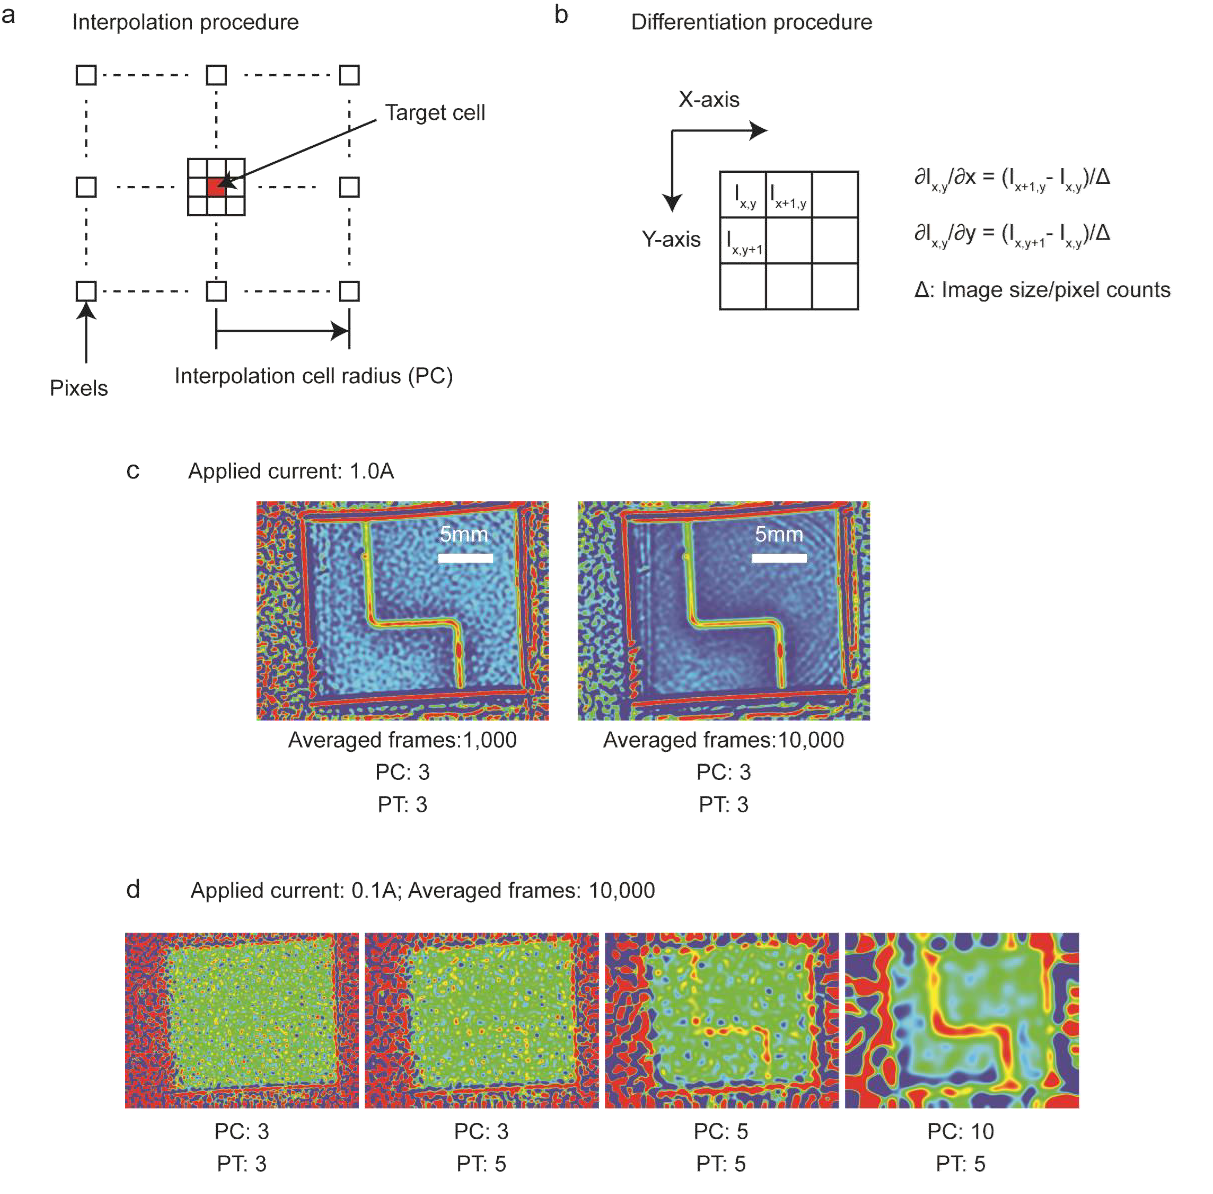 a
Interpolation procedure
Target cell
Pixels
Interpolation cell radius (PC)
b
Differentiation procedure
X-axis
Y-axis
Ix,y
Ix+1,y
Ix,y+1
∂Ix,y/∂x = (Ix+1,y- Ix,y)/Δ
∂Ix,y/∂y = (Ix,y+1- Ix,y)/Δ
Δ: Image size/pixel counts
c
Applied current: 1.0A
5mm
5mm
Averaged frames:1,000
PC: 3
PT: 3
Averaged frames:10,000
PC: 3
PT: 3
d
Applied current: 0.1A; Averaged frames: 10,000
PC: 3
PT: 3
PC: 3
PT: 5
PC: 5
PT: 5
PC: 10
PT: 5